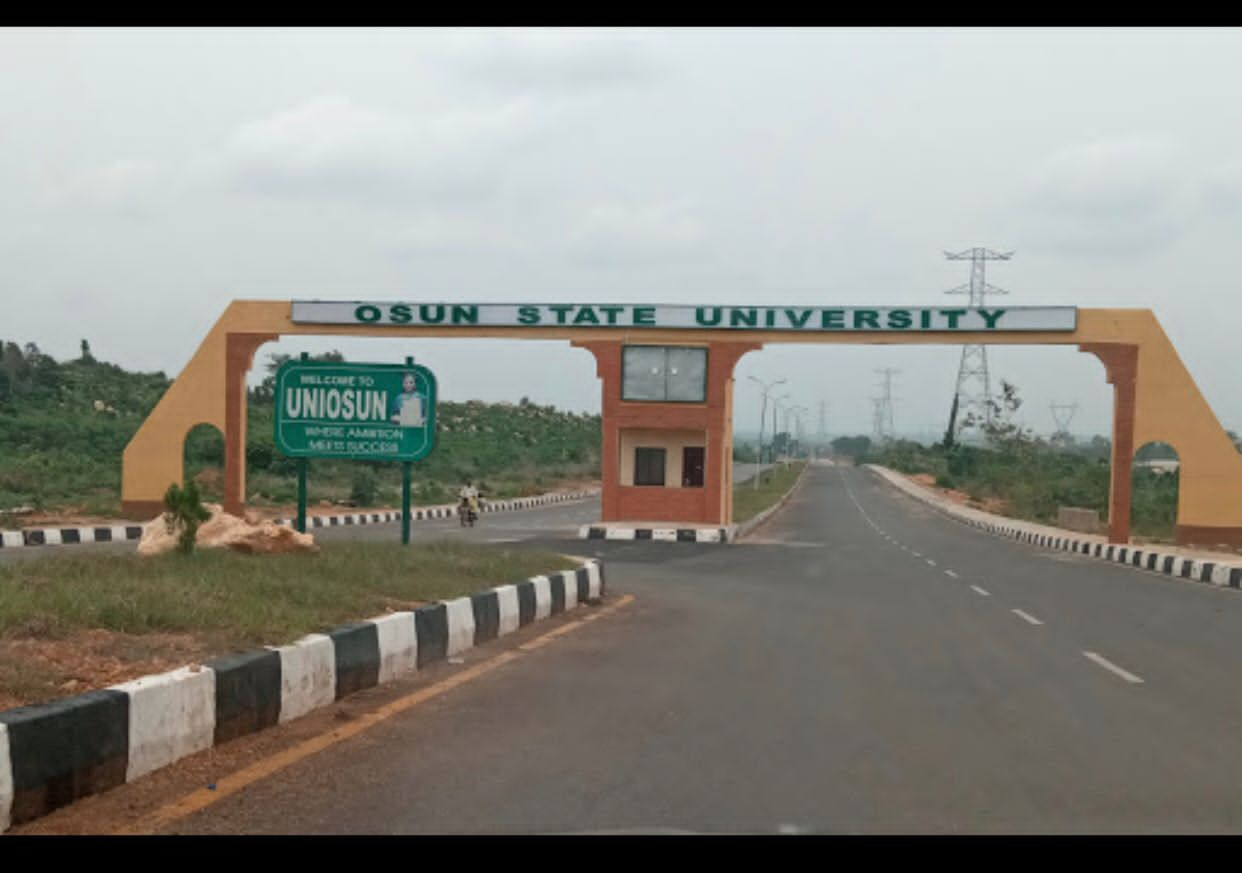 OSUN STATE UNIVERSITY
WELCOME TO
UNIOSUN
WHERE AMBITION
MEETS SUCCESS